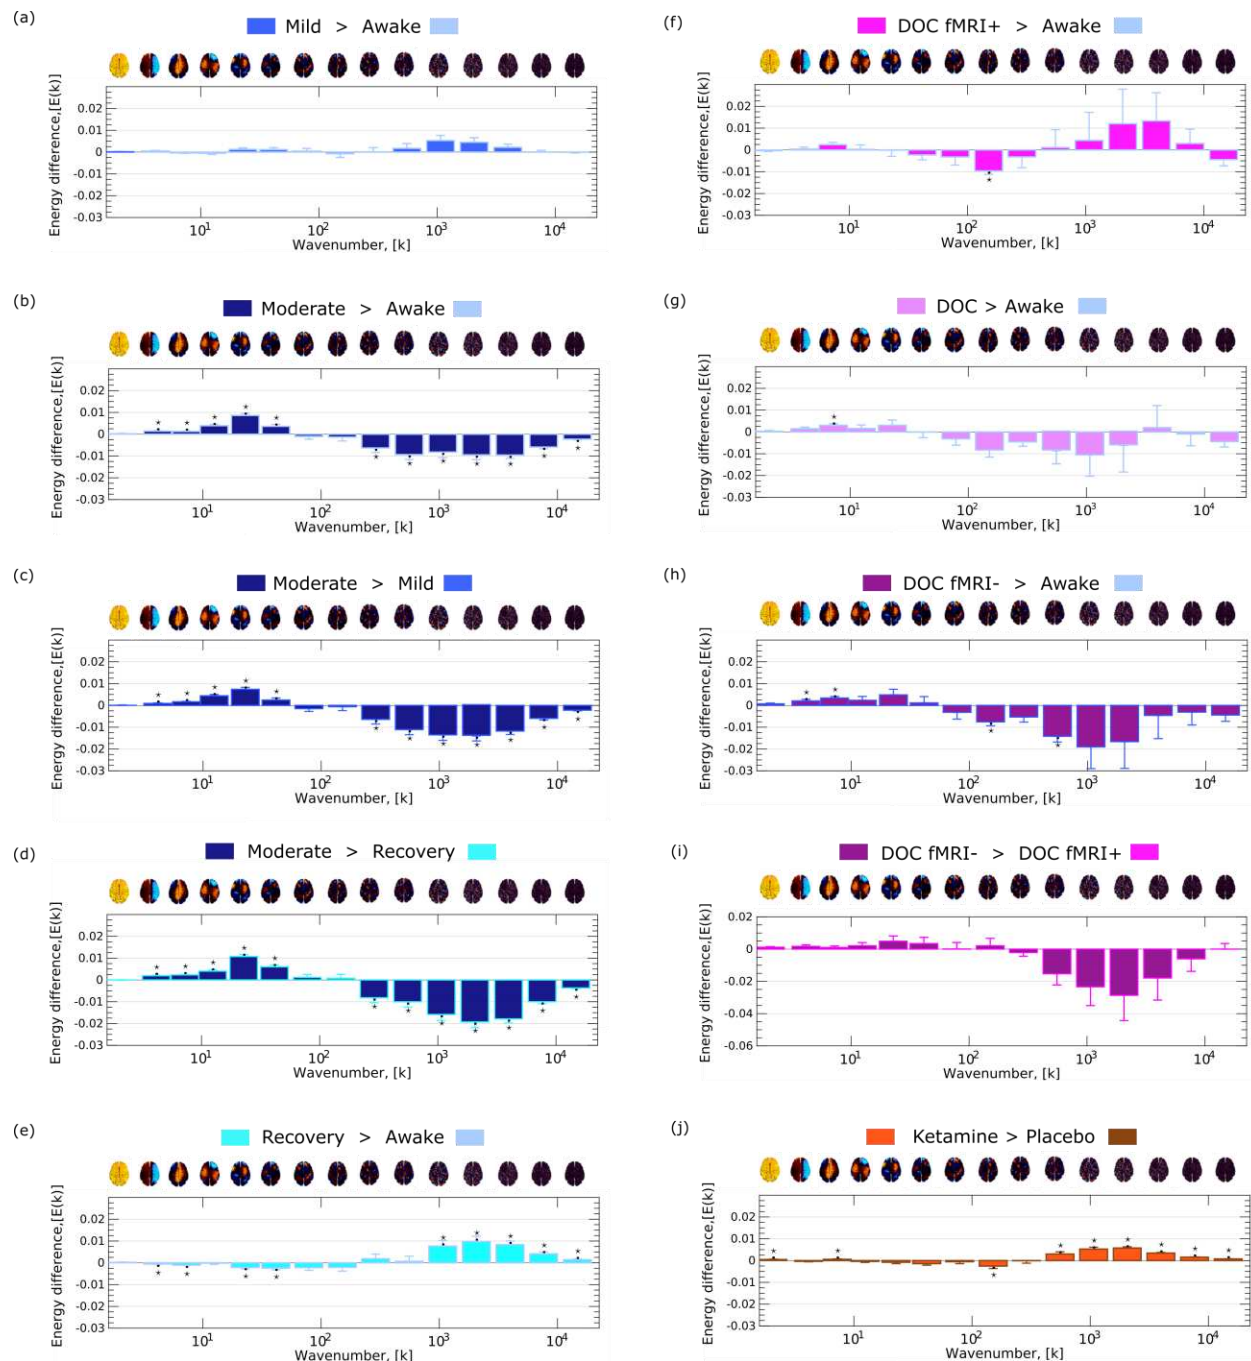 (a)
Mild > Awake
Energy difference,[E(k)]
0.02
0.01
0
-0.01
-0.02
-0.03
10¹ 10² 10³ 10⁴
Wavenumber, [k]
(b)
Moderate > Awake
Energy difference,[E(k)]
0.02
0.01
0
-0.01
-0.02
-0.03
10¹ 10² 10³ 10⁴
Wavenumber, [k]
(c)
Moderate > Mild
Energy difference,[E(k)]
0.02
0.01
0
-0.01
-0.02
-0.03
10¹ 10² 10³ 10⁴
Wavenumber, [k]
(d)
Moderate > Recovery
Energy difference,[E(k)]
0.02
0.01
0
-0.01
-0.02
-0.03
10¹ 10² 10³ 10⁴
Wavenumber, [k]
(e)
Recovery > Awake
Energy difference,[E(k)]
0.02
0.01
0
-0.01
-0.02
-0.03
10¹ 10² 10³ 10⁴
Wavenumber, [k]
(f)
DOC fMRI+ > Awake
Energy difference,[E(k)]
0.02
0.01
0
-0.01
-0.02
-0.03
10¹ 10² 10³ 10⁴
Wavenumber, [k]
(g)
DOC > Awake
Energy difference,[E(k)]
0.02
0.01
0
-0.01
-0.02
-0.03
10¹ 10² 10³ 10⁴
Wavenumber, [k]
(h)
DOC fMRI- > Awake
Energy difference,[E(k)]
0.02
0.01
0
-0.01
-0.02
-0.03
10¹ 10² 10³ 10⁴
Wavenumber, [k]
(i)
DOC fMRI- > DOC fMRI+
Energy difference,[E(k)]
0.02
0
-0.02
-0.04
-0.06
10¹ 10² 10³ 10⁴
Wavenumber, [k]
(j)
Ketamine > Placebo
Energy difference,[E(k)]
0.02
0.01
0
-0.01
-0.02
-0.03
10¹ 10² 10³ 10⁴
Wavenumber, [k]